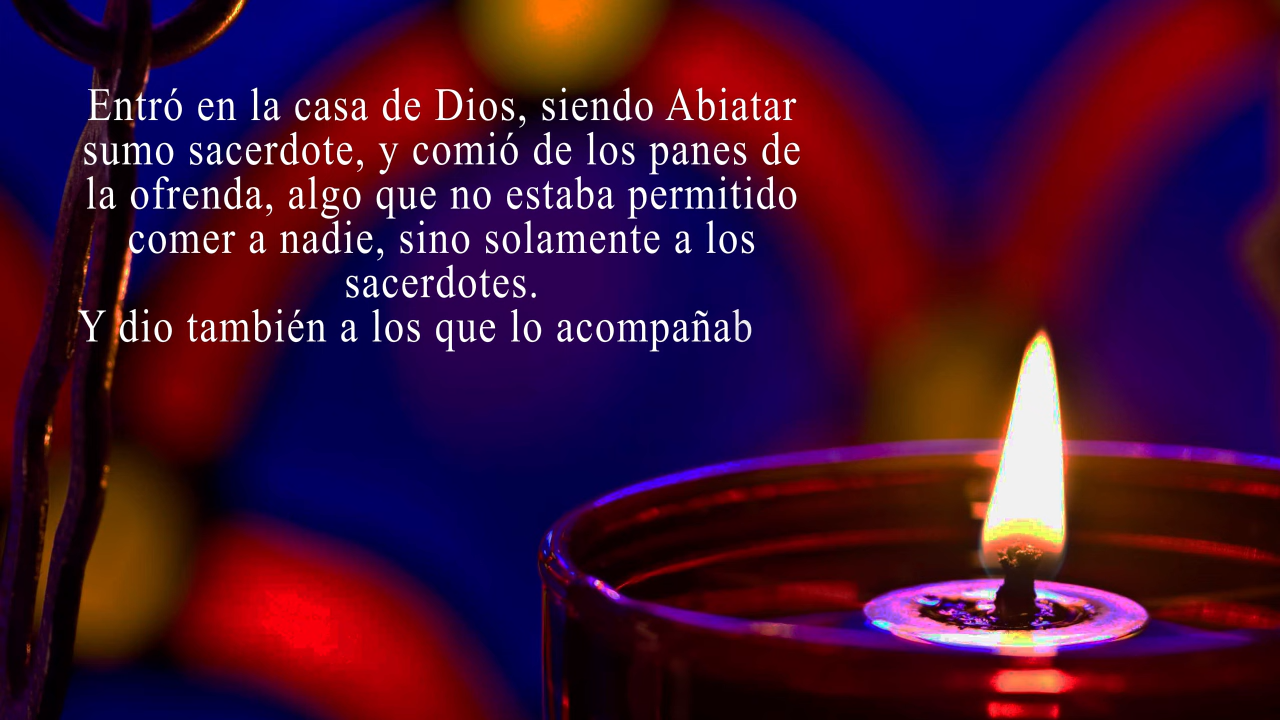 Entró en la casa de Dios, siendo Abiatar
sumo sacerdote, y comió de los panes de
la ofrenda, algo que no estaba permitido
comer a nadie, sino solamente a los
sacerdotes.
Y dio también a los que lo acompañab